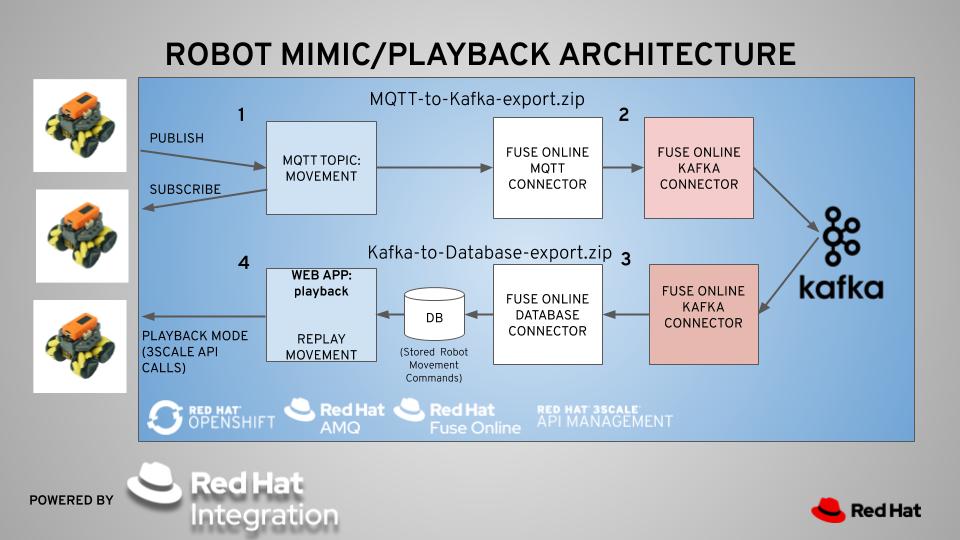 ROBOT MIMIC/PLAYBACK ARCHITECTURE
MQTT-to-Kafka-export.zip
1
2
PUBLISH
SUBSCRIBE
MQTT TOPIC:
MOVEMENT
FUSE ONLINE
MQTT
CONNECTOR
FUSE ONLINE
KAFKA
CONNECTOR
kafka
Kafka-to-Database-export.zip
4
3
WEB APP:
playback
REPLAY
MOVEMENT
DB
(Stored Robot
Movement
Commands)
FUSE ONLINE
DATABASE
CONNECTOR
FUSE ONLINE
KAFKA
CONNECTOR
PLAYBACK MODE
(3SCALE API
CALLS)
RED HAT
OPENSHIFT
Red Hat
AMQ
Red Hat
Fuse Online
RED HAT 3SCALE
API MANAGEMENT
POWERED BY
Red Hat
Integration
Red Hat